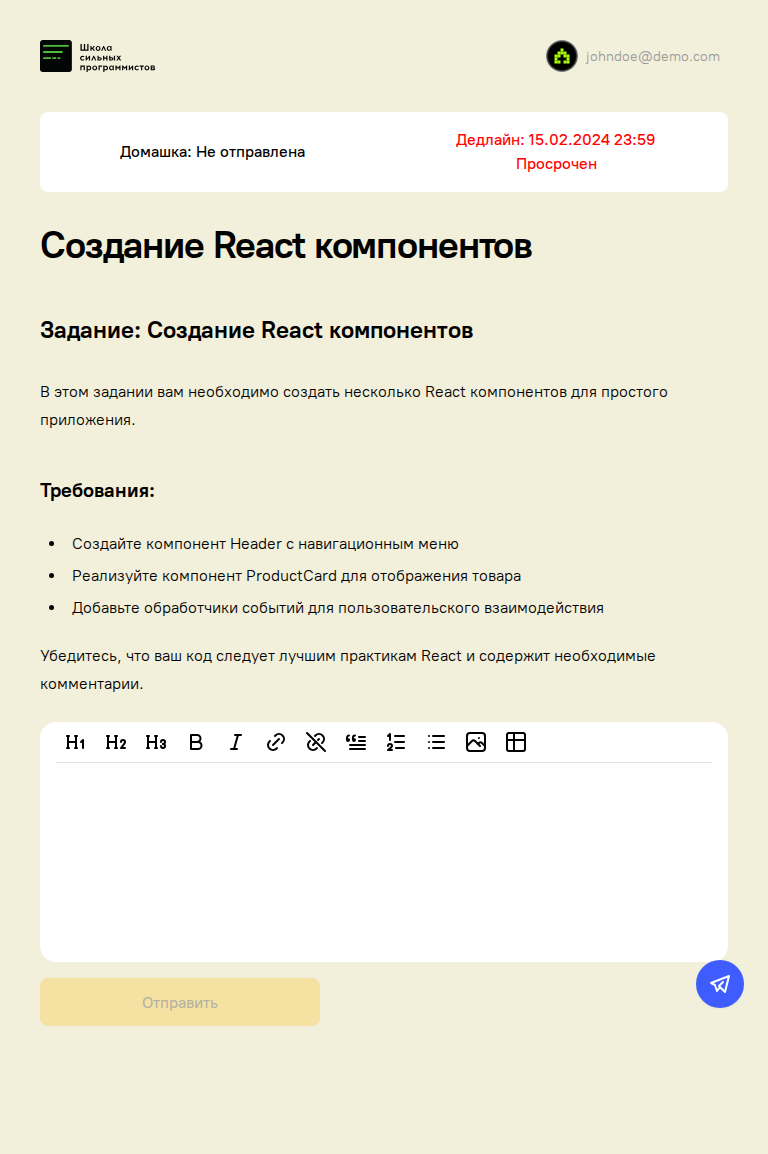 Школа
сильных
программистов
johndoe@demo.com
Домашка: Не отправлена
Дедлайн: 15.02.2024 23:59
Просрочен
Создание React компонентов
Задание: Создание React компонентов
В этом задании вам необходимо создать несколько React компонентов для простого
приложения.
Требования:
• Создайте компонент Header с навигационным меню
• Реализуйте компонент ProductCard для отображения товара
• Добавьте обработчики событий для пользовательского взаимодействия
Убедитесь, что ваш код следует лучшим практикам React и содержит необходимые
комментарии.
H1 H2 H3 B I
Отправить